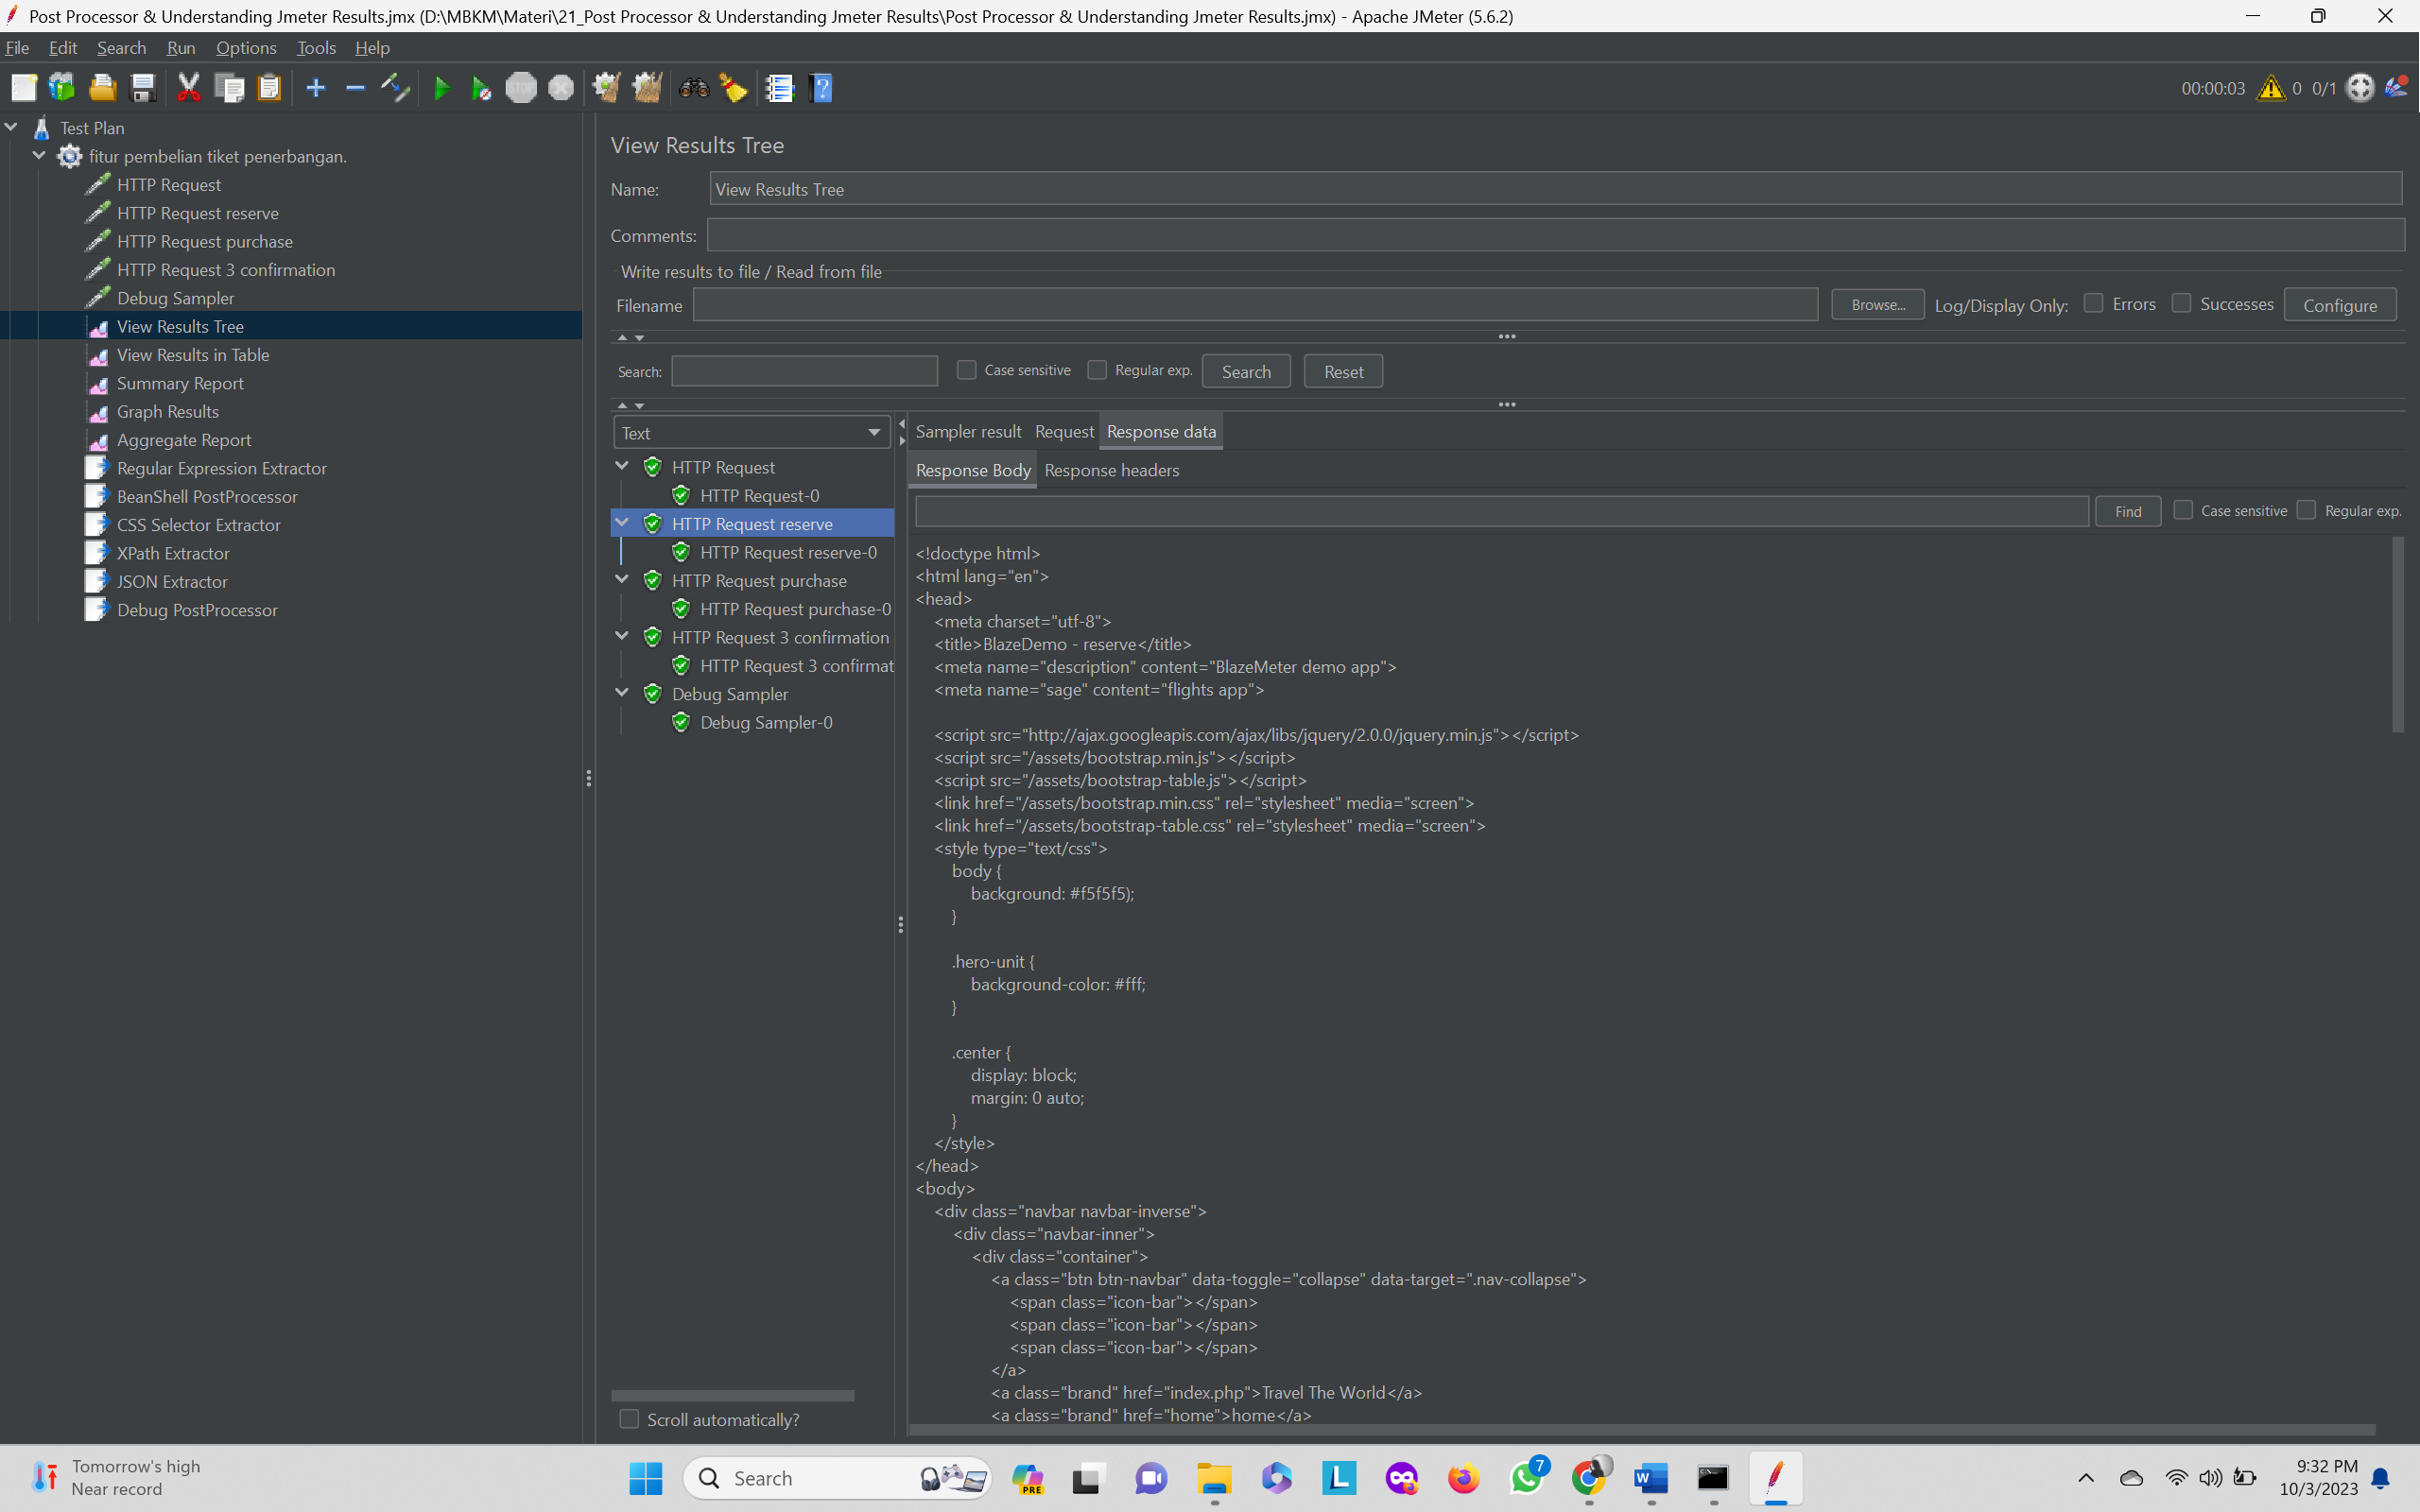 Post Processor & Understanding Jmeter Results.jmx (D:\MBKM\Materi\21_Post Processor & Understanding Jmeter Results\Post Processor & Understanding Jmeter Results.jmx) - Apache JMeter (5.6.2)
File Edit Search Run Options Tools Help
STOP
00:00:03 0 0/1
Test Plan
fitur pembelian tiket penerbangan.
HTTP Request
HTTP Request reserve
HTTP Request purchase
HTTP Request 3 confirmation
Debug Sampler
View Results Tree
View Results in Table
Summary Report
Graph Results
Aggregate Report
Regular Expression Extractor
BeanShell PostProcessor
CSS Selector Extractor
XPath Extractor
JSON Extractor
Debug PostProcessor
View Results Tree
Name: View Results Tree
Comments:
Write results to file / Read from file
Filename Browse... Log/Display Only: Errors Successes Configure
Search: Case sensitive Regular exp. Search Reset
Text
HTTP Request
HTTP Request-0
HTTP Request reserve
HTTP Request reserve-0
HTTP Request purchase
HTTP Request purchase-0
HTTP Request 3 confirmation
HTTP Request 3 confirmat
Debug Sampler
Debug Sampler-0
Scroll automatically?
Sampler result Request Response data
Response Body Response headers
Find Case sensitive Regular exp.
<!doctype html>
<html lang="en">
<head>
<meta charset="utf-8">
<title>BlazeDemo - reserve</title>
<meta name="description" content="BlazeMeter demo app">
<meta name="sage" content="flights app">
<script src="http://ajax.googleapis.com/ajax/libs/jquery/2.0.0/jquery.min.js"></script>
<script src="/assets/bootstrap.min.js"></script>
<script src="/assets/bootstrap-table.js"></script>
<link href="/assets/bootstrap.min.css" rel="stylesheet" media="screen">
<link href="/assets/bootstrap-table.css" rel="stylesheet" media="screen">
<style type="text/css">
body {
background: #f5f5f5);
}
.hero-unit {
background-color: #fff;
}
.center {
display: block;
margin: 0 auto;
}
</style>
</head>
<body>
<div class="navbar navbar-inverse">
<div class="navbar-inner">
<div class="container">
<a class="btn btn-navbar" data-toggle="collapse" data-target=".nav-collapse">
<span class="icon-bar"></span>
<span class="icon-bar"></span>
<span class="icon-bar"></span>
</a>
<a class="brand" href="index.php">Travel The World</a>
<a class="brand" href="home">home</a>
Tomorrow's high
Near record
Search
PRE
L
7
W
9:32 PM
10/3/2023